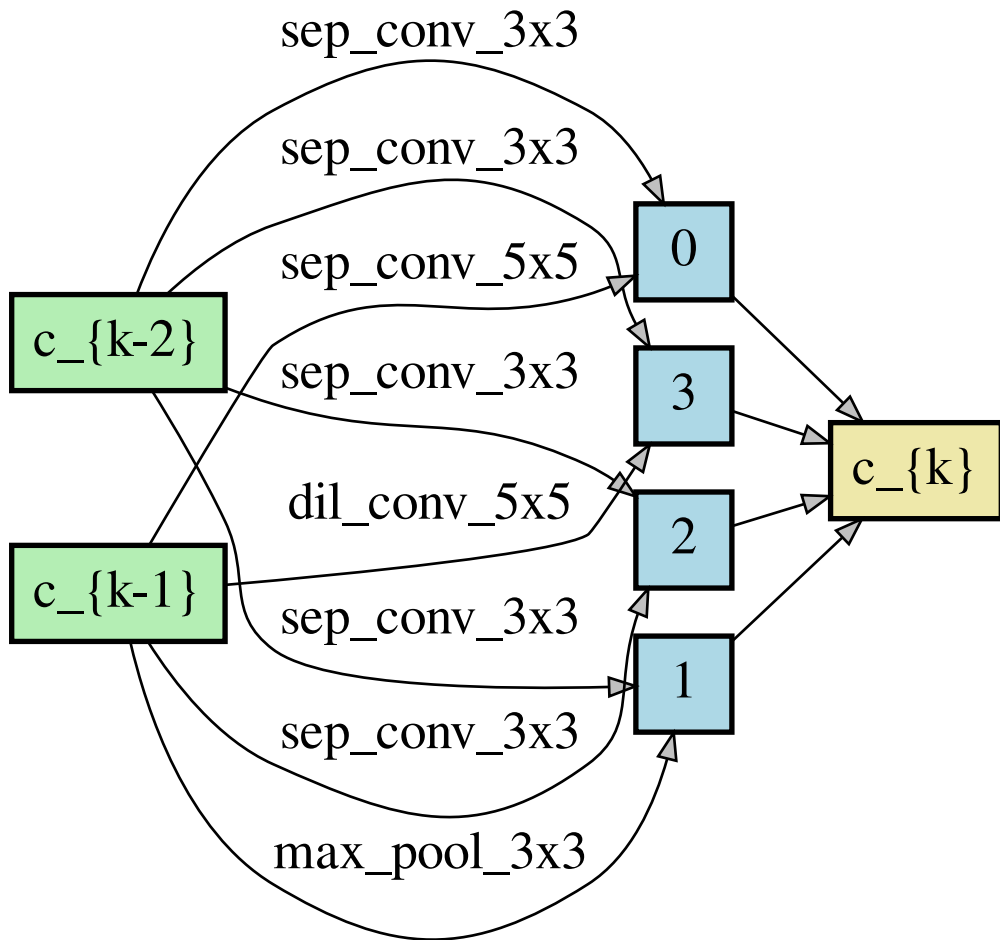 sep_conv_3x3
sep_conv_3x3
0
sep_conv_5x5
c_{k-2}
sep_conv_3x3
3
c_{k}
dil_conv_5x5
2
c_{k-1}
sep_conv_3x3
1
sep_conv_3x3
max_pool_3x3